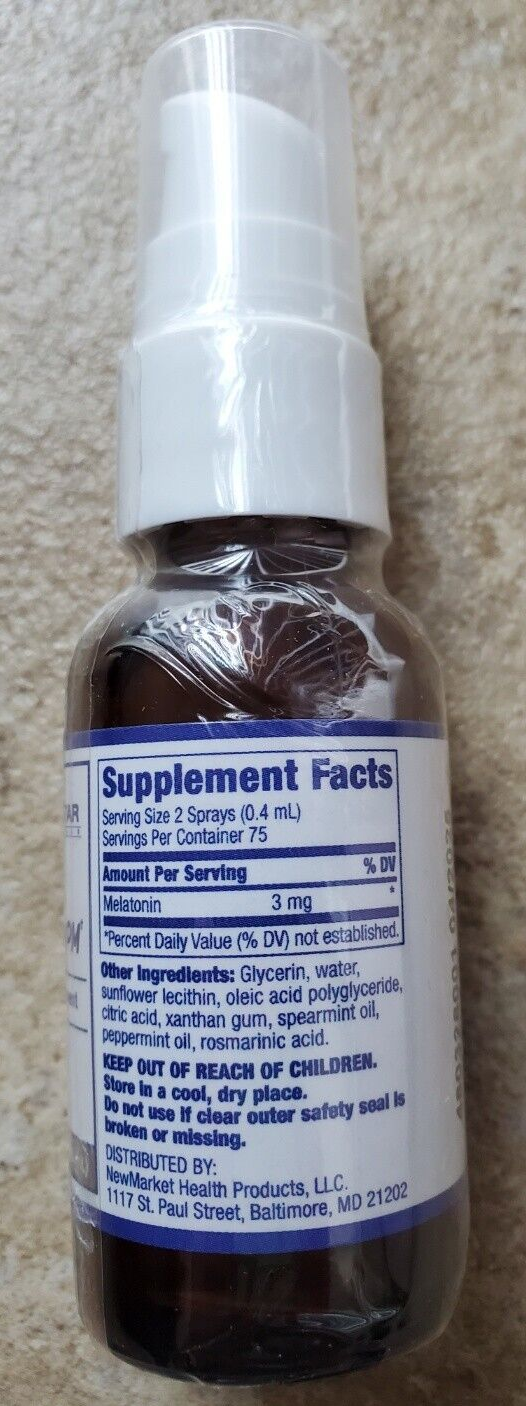 Supplement Facts
Serving Size 2 Sprays (0.4 mL)
Servings Per Container 75
Amount Per Serving % DV
Melatonin 3 mg *
*Percent Daily Value (% DV) not established.
Other Ingredients: Glycerin, water,
sunflower lecithin, oleic acid polyglyceride,
citric acid, xanthan gum, spearmint oil,
peppermint oil, rosmarinic acid.
KEEP OUT OF REACH OF CHILDREN.
Store in a cool, dry place.
Do not use if clear outer safety seal is
broken or missing.
DISTRIBUTED BY:
NewMarket Health Products, LLC.
1117 St. Paul Street, Baltimore, MD 21202